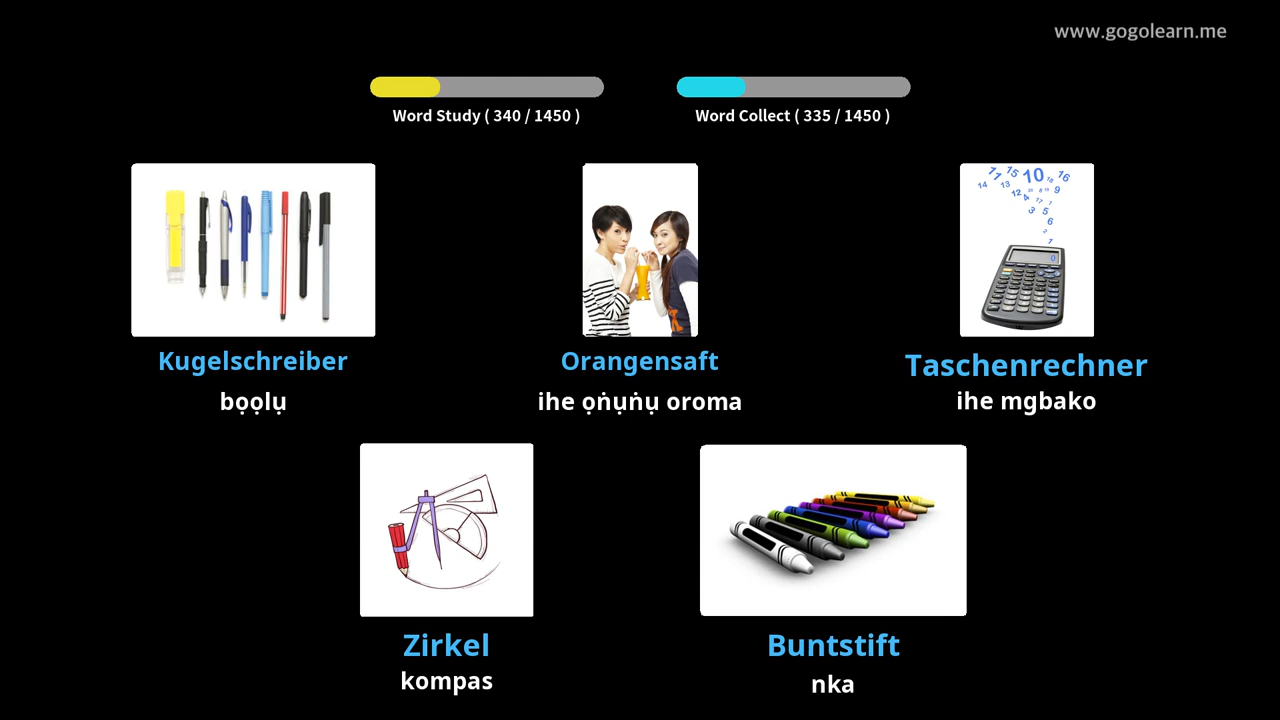 www.gogolearn.me
Word Study ( 340 / 1450 )
Word Collect ( 335 / 1450 )
Kugelschreiber
bọọlụ
Orangensaft
ihe ọṅụṅụ oroma
Taschenrechner
ihe mgbako
Zirkel
kompas
Buntstift
nka